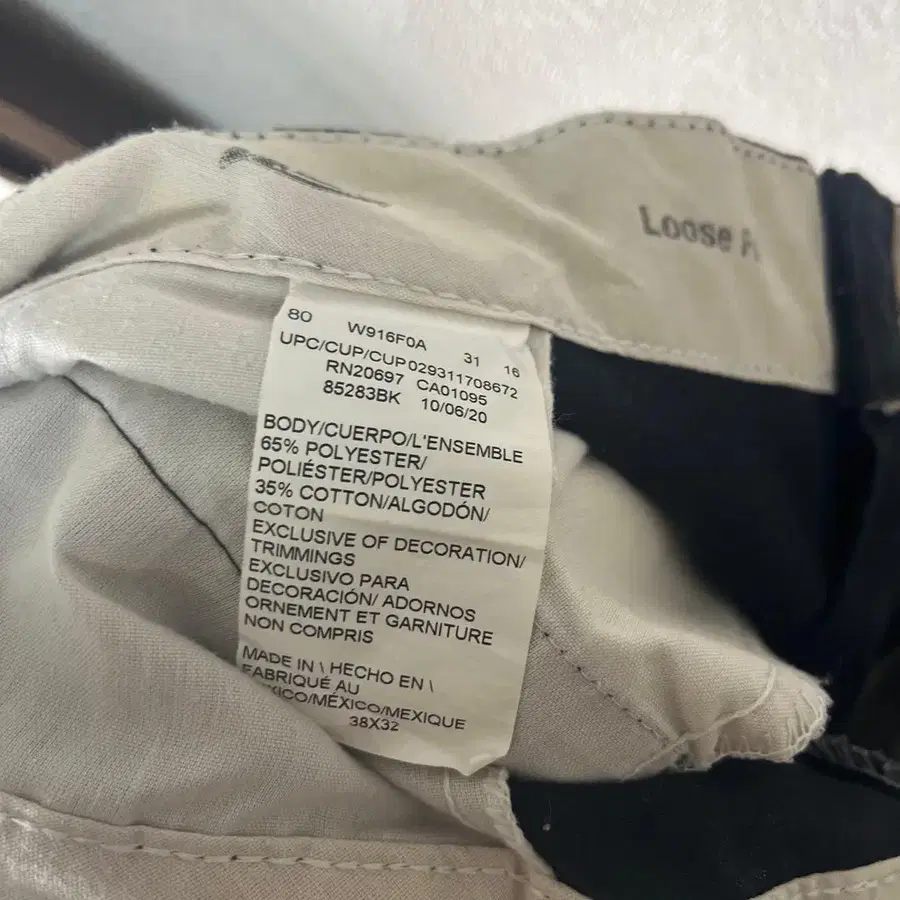 Loose
80 W916F0A 31 16
UPC/CUP/CUP 029311708672
RN20697 CA01095
85283BK 10/06/20
BODY/CUERPO/L'ENSEMBLE
65% POLYESTER/
POLIÉSTER/POLYESTER
35% COTTON/ALGODÓN/
COTON
EXCLUSIVE OF DECORATION/
TRIMMINGS
EXCLUSIVO PARA
DECORACIÓN/ ADORNOS
ORNEMENT ET GARNITURE
NON COMPRIS
MADE IN \ HECHO EN \
FABRIQUÉ AU
XICO/MÉXICO/MEXIQUE
38X32